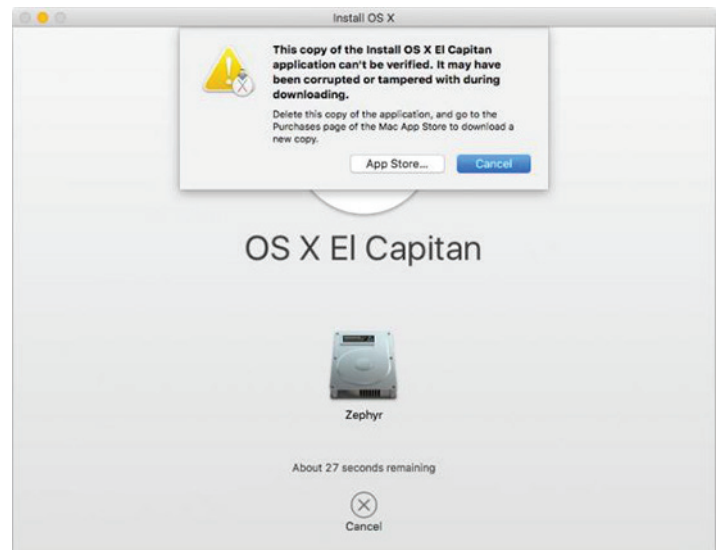 Install OS X
This copy of the Install OS X El Capitan
application can't be verified. It may have
been corrupted or tampered with during
downloading.
Delete this copy of the application, and go to the
Purchases page of the Mac App Store to download a
new copy.
App Store...
Cancel
OS X El Capitan
Zephyr
About 27 seconds remaining
Cancel